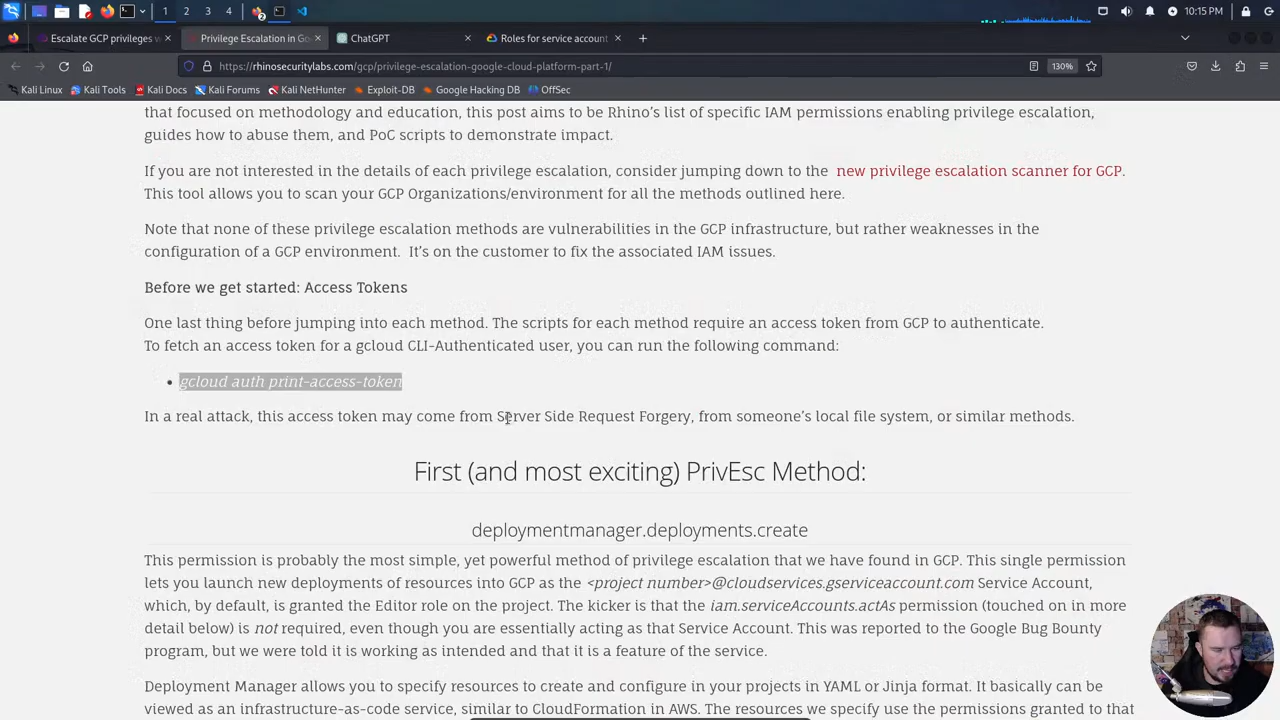 1 2 3 4
2
10:15 PM
Escalate GCP privileges w
Privilege Escalation in Go
ChatGPT
Roles for service account
https://rhinosecuritylabs.com/gcp/privilege-escalation-google-cloud-platform-part-1/
130%
Kali Linux Kali Tools Kali Docs Kali Forums Kali NetHunter Exploit-DB Google Hacking DB OffSec
that focused on methodology and education, this post aims to be Rhino's list of specific IAM permissions enabling privilege escalation,
guides how to abuse them, and PoC scripts to demonstrate impact.
If you are not interested in the details of each privilege escalation, consider jumping down to the new privilege escalation scanner for GCP.
This tool allows you to scan your GCP Organizations/environment for all the methods outlined here.
Note that none of these privilege escalation methods are vulnerabilities in the GCP infrastructure, but rather weaknesses in the
configuration of a GCP environment. It's on the customer to fix the associated IAM issues.
Before we get started: Access Tokens
One last thing before jumping into each method. The scripts for each method require an access token from GCP to authenticate.
To fetch an access token for a gcloud CLI-Authenticated user, you can run the following command:
• gcloud auth print-access-token
In a real attack, this access token may come from Server Side Request Forgery, from someone's local file system, or similar methods.
First (and most exciting) PrivEsc Method:
deploymentmanager.deployments.create
This permission is probably the most simple, yet powerful method of privilege escalation that we have found in GCP. This single permission
lets you launch new deployments of resources into GCP as the <project number>@cloudservices.gserviceaccount.com Service Account,
which, by default, is granted the Editor role on the project. The kicker is that the iam.serviceAccounts.actAs permission (touched on in more
detail below) is not required, even though you are essentially acting as that Service Account. This was reported to the Google Bug Bounty
program, but we were told it is working as intended and that it is a feature of the service.
Deployment Manager allows you to specify resources to create and configure in your projects in YAML or Jinja format. It basically can be
viewed as an infrastructure-as-code service, similar to CloudFormation in AWS. The resources we specify use the permissions granted to that